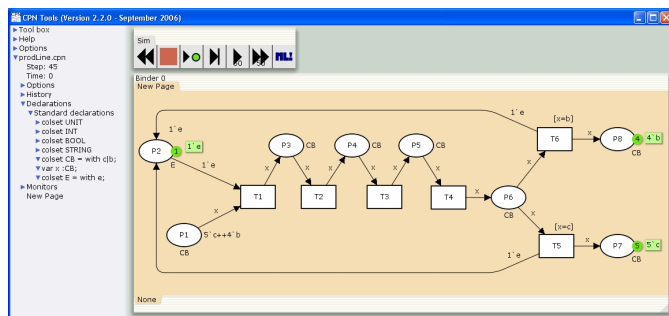 CPN Tools (Version 2.2.0 - September 2006)
Tool box
Help
Options
prodLine.cpn
Step: 45
Time: 0
Options
History
Declarations
Standard declarations
colset UNIT
colset INT
colset BOOL
colset STRING
colset CB = with c|b;
var x :CB;
colset E = with e;
Monitors
New Page
Sim
ML!
Binder 0
New Page
1`e
[x=b]
P3 CB P4 CB P5 CB
T6 x P8 4 4`b
CB
P2 1 1`e
E 1`e
x x x x x x x
T1 T2 T3 T4 x P6
CB
x
P1 5`c++4`b
CB
x
[x=c]
T5 x P7 5 5`c
CB
1`e
None